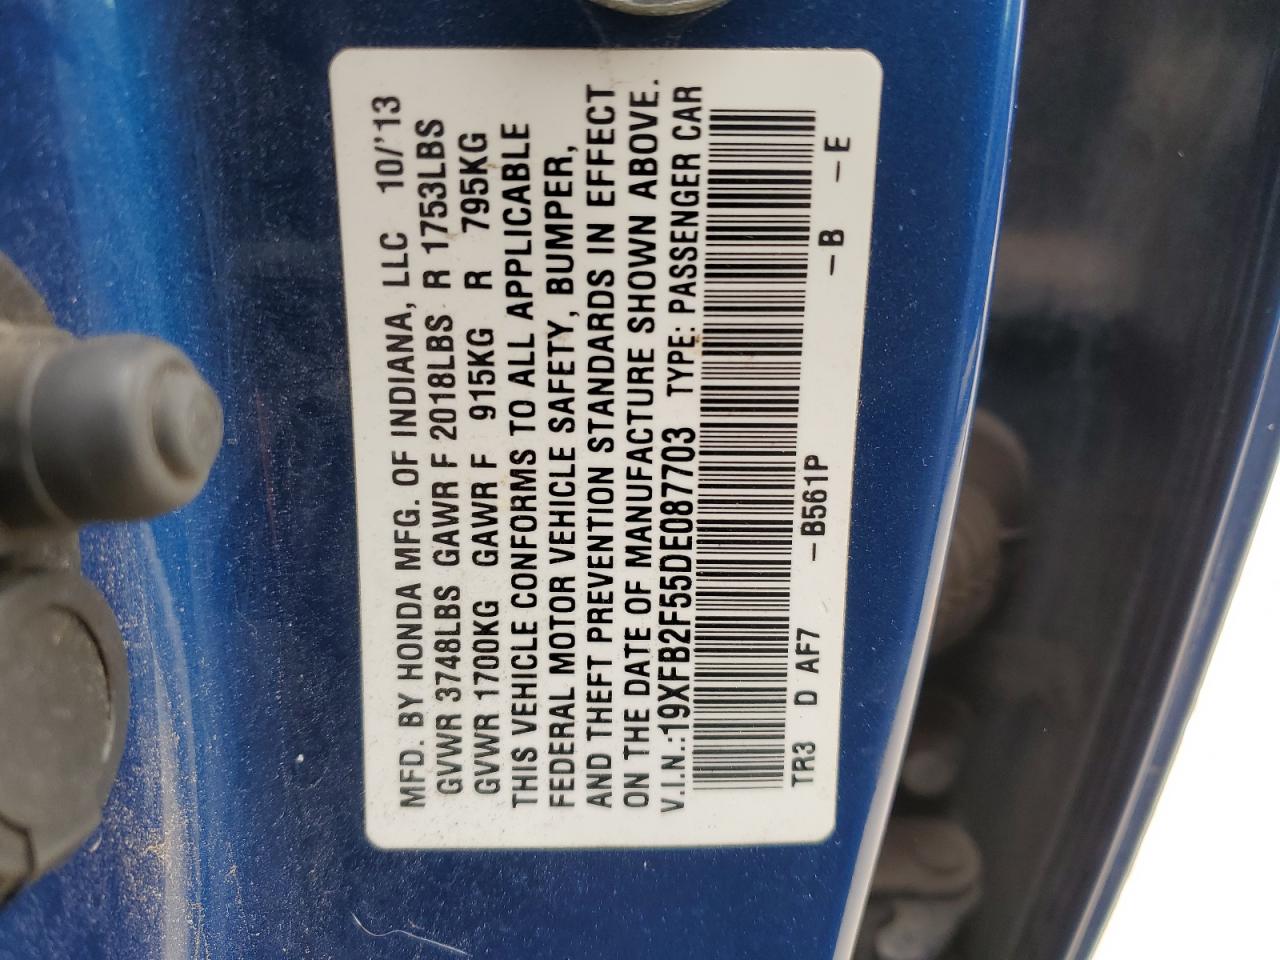 MFD. BY HONDA MFG. OF INDIANA, LLC 10/'13
GVWR 3748LBS GAWR F 2018LBS R 1753LBS
GVWR 1700KG GAWR F 915KG R 795KG
THIS VEHICLE CONFORMS TO ALL APPLICABLE
FEDERAL MOTOR VEHICLE SAFETY, BUMPER,
AND THEFT PREVENTION STANDARDS IN EFFECT
ON THE DATE OF MANUFACTURE SHOWN ABOVE.
V.I.N.:19XFB2F55DE087703 TYPE: PASSENGER CAR
TR3 D AF7 –B561P –B –E